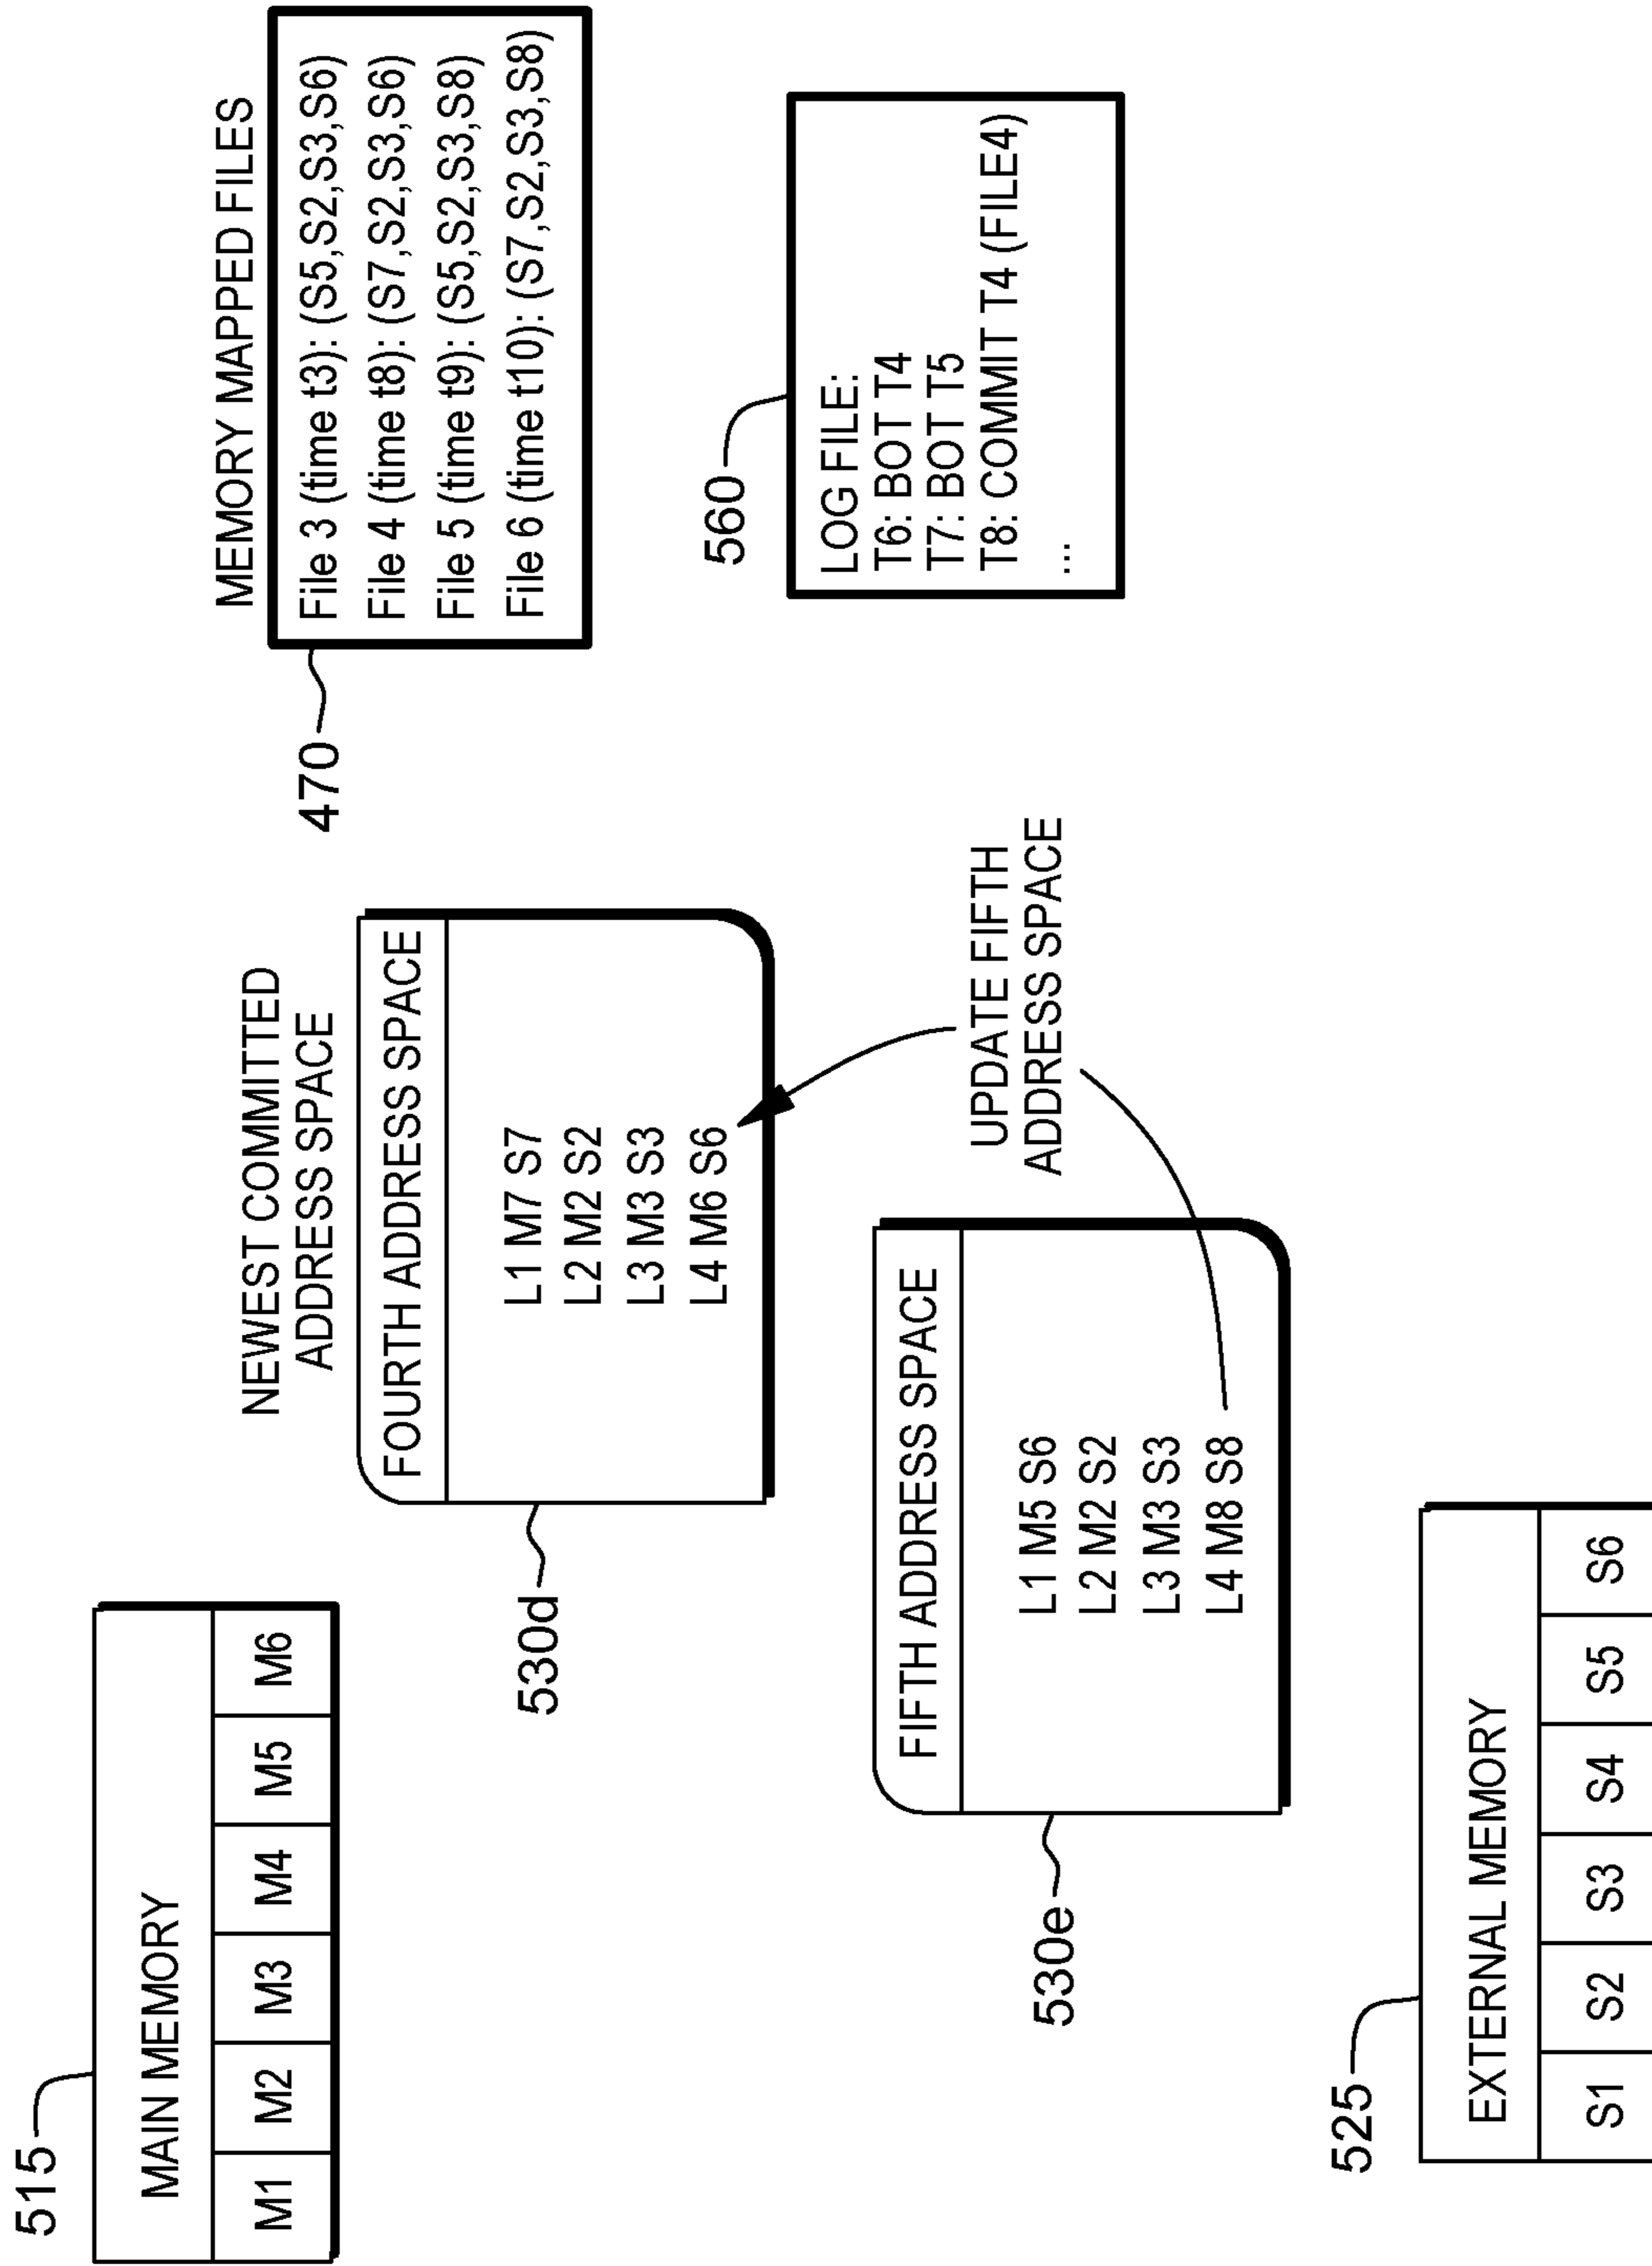 515
MAIN MEMORY
M1 M2 M3 M4 M5 M6
NEWEST COMMITTED
ADDRESS SPACE
530d
FOURTH ADDRESS SPACE
L1 M7 S7
L2 M2 S2
L3 M3 S3
L4 M6 S6
MEMORY MAPPED FILES
470
File 3 (time t3): (S5,S2,S3,S6)
File 4 (time t8): (S7,S2,S3,S6)
File 5 (time t9): (S5,S2,S3,S8)
File 6 (time t10): (S7,S2,S3,S8)
530e
FIFTH ADDRESS SPACE
L1 M5 S6
L2 M2 S2
L3 M3 S3
L4 M8 S8
UPDATE FIFTH
ADDRESS SPACE
560
LOG FILE:
T6: BOT T4
T7: BOT T5
T8: COMMIT T4 (FILE4)
...
525
EXTERNAL MEMORY
S1 S2 S3 S4 S5 S6